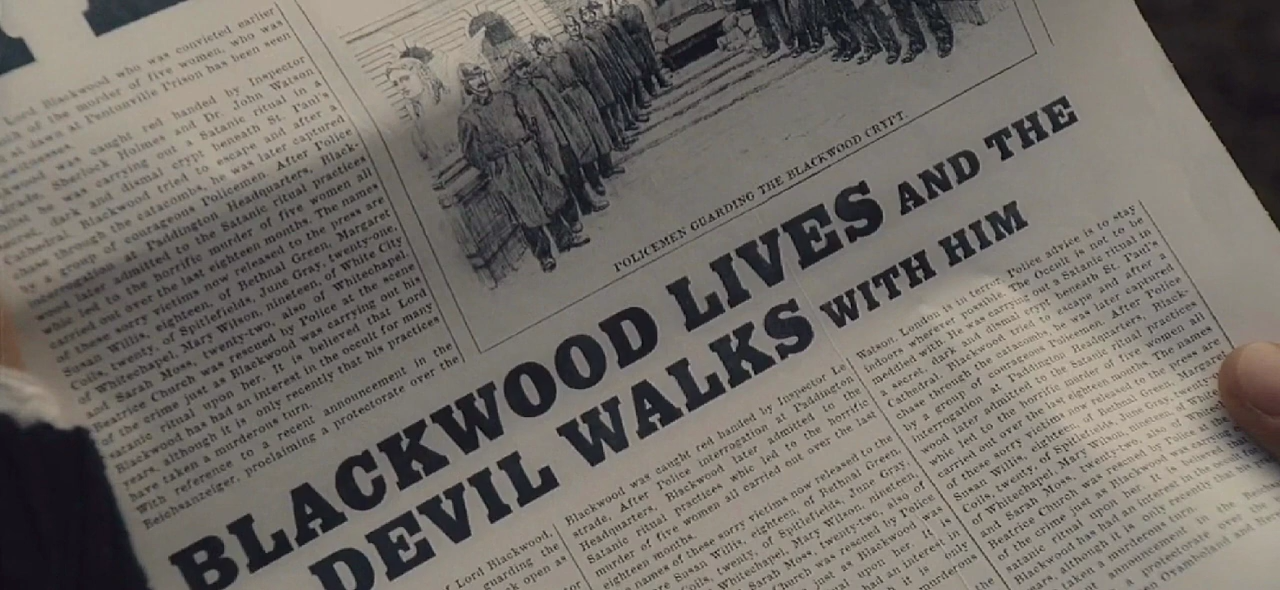 Lord Blackwood who was convicted earlier
of the murder of five women, who was
at dawn at Pentonville Prison has been seen
was caught red handed by Inspector
Sherlock Holmes and Dr. John Watson
he was carrying out a Satanic ritual in a
dark and dismal crypt beneath St. Paul's
Cathedral. Blackwood tried to escape and after a
chase through the catacombs, he was later captured
by a group of courageous Policemen. After Police
interrogation at Paddington Headquarters, Black-
wood later admitted to the Satanic ritual practices
which led to the horrific murder of five women all
carried out over the last eighteen months. The names
of these sorry victims now released to the press are
Susan Willis, eighteen, of Bethnal Green, Margaret
Coils, twenty, of Spitlefields, June Gray, twenty-one,
of Whitechapel, Mary Wilson, nineteen, of White City
and Sarah Moss, twenty-two, also of Whitechapel.
Beatrice Church was rescued by Police at the scene
of the crime just as Blackwood was carrying out his
satanic ritual upon her. It is believed that Lord
Blackwood has had an interest in the occult for many
years, although it is only recently that his practices
have taken a murderous turn.
With reference to a recent announcement in the
Reichsanzeiger, proclaiming a protectorate over the
POLICEMEN GUARDING THE BLACKWOOD CRYPT.
BLACKWOOD LIVES AND THE
DEVIL WALKS WITH HIM
of Lord Blackwood,
guarding the
open as
Blackwood was caught red handed by Inspector Le
strade, After Police interrogation at Paddington
Headquarters, Blackwood later admitted to the
Satanic ritual practices which led to the horrific
murder of five women all carried out over the last
eighteen months.
names of these sorry victims now released to the
are Susan Willis, eighteen, of Bethnal Green,
Coils, twenty, of Spitlefields, June Gray,
Whitechapel, Mary Wilson, nineteen,
Sarah Moss, twenty-two, also of
Church was rescued by Police
just as Blackwood was
upon her. It is
had an interest in
it is only
murderous
Watson. London is in terror, Police advice is to stay
indoors wherever possible. The Occult is not to be
meddled with. He was carrying out a Satanic ritual in
a secret, dark and dismal crypt beneath St. Paul's
Cathedral. Blackwood tried to escape and after a
chase through the catacombs, he was later captured
by a group of courageous Policemen. After Police
interrogation at Paddington Headquarters, Black-
wood later admitted to the Satanic ritual practices
which led to the horrific murder of five women all
carried out over the last eighteen months. The names
of these sorry victims now released to the press are
Susan Willis, eighteen, of Bethnal Green, Margaret
Coils, twenty, of Spitlefields, June Gray,
of Whitechapel, Mary Wilson, nineteen, of White
and Sarah Moss, twenty-two, also of
Beatrice Church was rescued by Police
of the crime just as Blackwood was
satanic ritual upon her. It is believed
Blackwood has had an interest in the
years, although it is only recently that his
have taken a murderous turn.
announcement in the
a protectorate over the
Ovamboland and